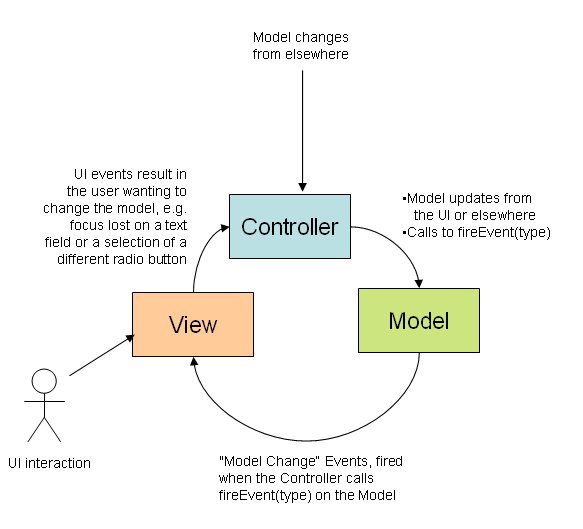 Model changes
from elsewhere
UI events result in
the user wanting to
change the model, e.g.
focus lost on a text
field or a selection of a
different radio button
Controller
•Model updates from
the UI or elsewhere
•Calls to fireEvent(type)
View
Model
UI interaction
"Model Change" Events, fired
when the Controller calls
fireEvent(type) on the Model